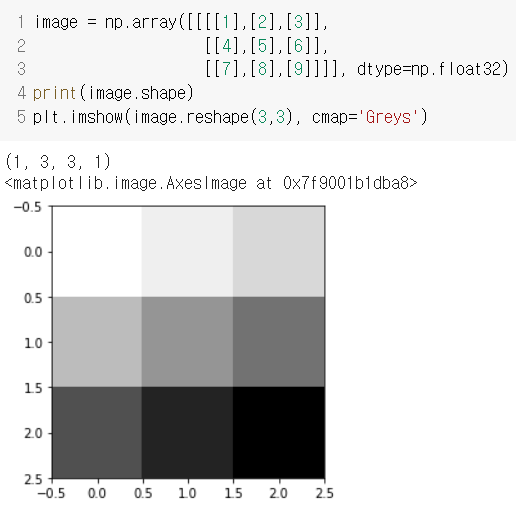 1 image = np.array([[[[1],[2],[3]],
2 [[4],[5],[6]],
3 [[7],[8],[9]]]], dtype=np.float32)
4 print(image.shape)
5 plt.imshow(image.reshape(3,3), cmap='Greys')
(1, 3, 3, 1)
<matplotlib.image.AxesImage at 0x7f9001b1dba8>
−0.5
0.0
0.5
1.0
1.5
2.0
2.5
−0.5 0.0 0.5 1.0 1.5 2.0 2.5